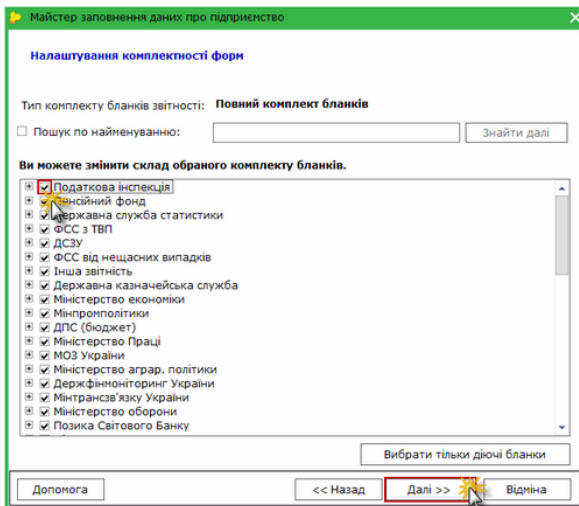 Майстер заповнення даних про підприємство
Налаштування комплектності форм
Тип комплекту бланків звітності: Повний комплект бланків
Пошук по найменуванню: Знайти далі
Ви можете змінити склад обраного комплекту бланків.
Податкова інспекція
фонд
служба статистики
ФСС з ТВП
ДСЗУ
ФСС від нещасних випадків
Інша звітність
Державна казначейська служба
Міністерство економіки
Мінпромполітики
ДПС (бюджет)
Міністерство Праці
МОЗ України
Міністерство аграр. політики
Держфінмоніторинг України
Мінтрансзв'язку України
Міністерство оборони
Позика Світового Банку
Вибрати тільки діючі бланки
Допомога << Назад Далі >> Відміна